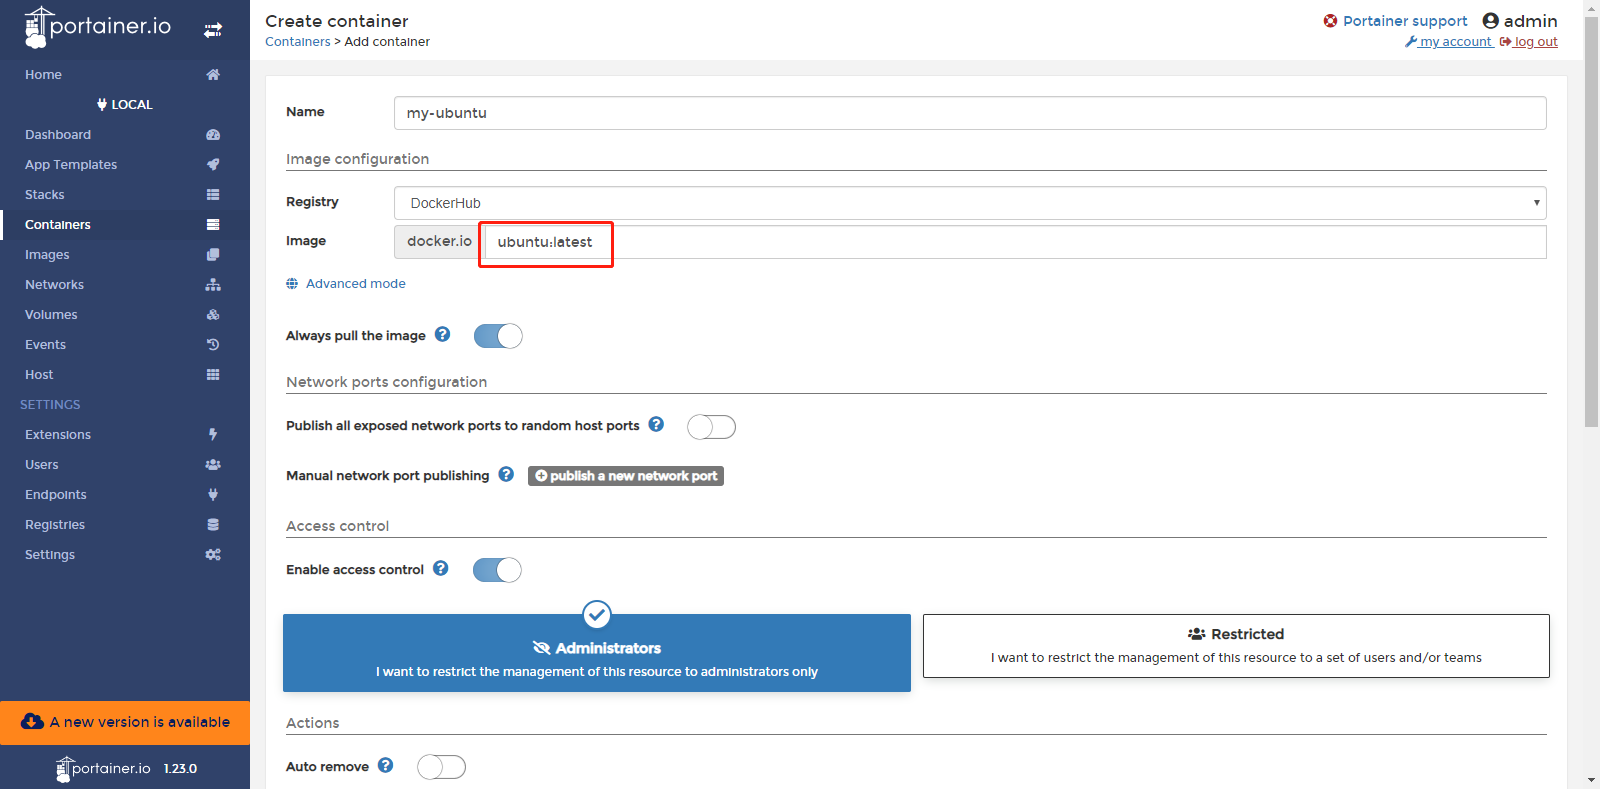 portainer.io
Home
LOCAL
Dashboard
App Templates
Stacks
Containers
Images
Networks
Volumes
Events
Host
SETTINGS
Extensions
Users
Endpoints
Registries
Settings
A new version is available
portainer.io 1.23.0
Create container
Containers > Add container
Portainer support admin
my account log out
Name my-ubuntu
Image configuration
Registry DockerHub
Image docker.io ubuntu:latest
Advanced mode
Always pull the image
Network ports configuration
Publish all exposed network ports to random host ports
Manual network port publishing publish a new network port
Access control
Enable access control
Administrators
I want to restrict the management of this resource to administrators only
Restricted
I want to restrict the management of this resource to a set of users and/or teams
Actions
Auto remove